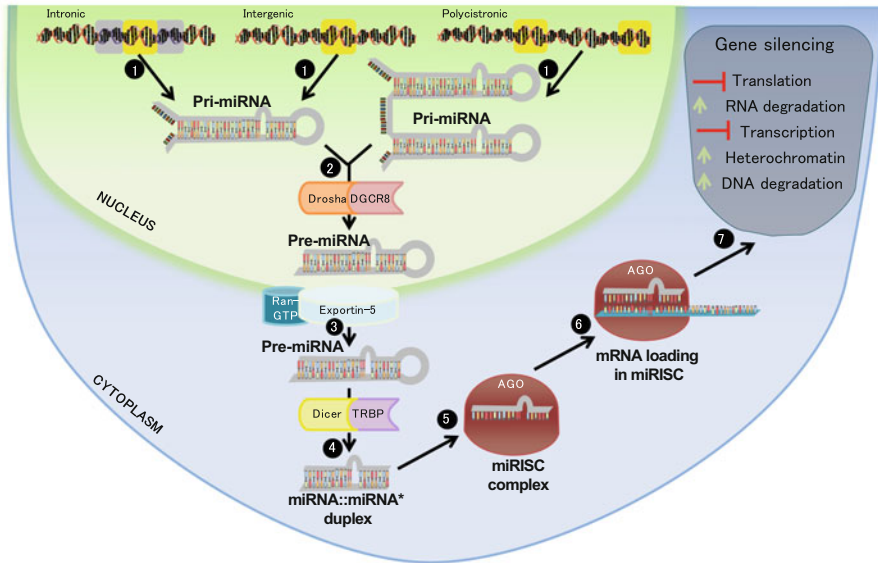 Intronic
Intergenic
Polycistronic
1
1
1
Pri-miRNA
Pri-miRNA
2
Drosha DGCR8
NUCLEUS
Pre-miRNA
Ran-
GTP
Exportin-5
3
Pre-miRNA
CYTOPLASM
Dicer TRBP
4
miRNA::miRNA*
duplex
5
AGO
miRISC
complex
6
AGO
mRNA loading
in miRISC
7
Gene silencing
Translation
RNA degradation
Transcription
Heterochromatin
DNA degradation